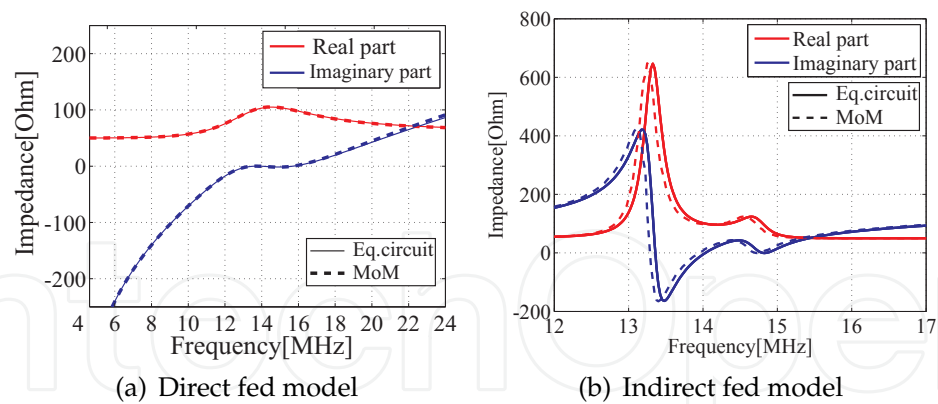 200
100
0
-100
-200
Impedance[Ohm]
Real part
Imaginary part
Eq.circuit
MoM
4 6 8 10 12 14 16 18 20 22 24
Frequency[MHz]
(a) Direct fed model
800
600
400
200
0
-200
Impedance[Ohm]
Real part
Imaginary part
Eq.circuit
MoM
12 13 14 15 16 17
Frequency[MHz]
(b) Indirect fed model
ntechOpe